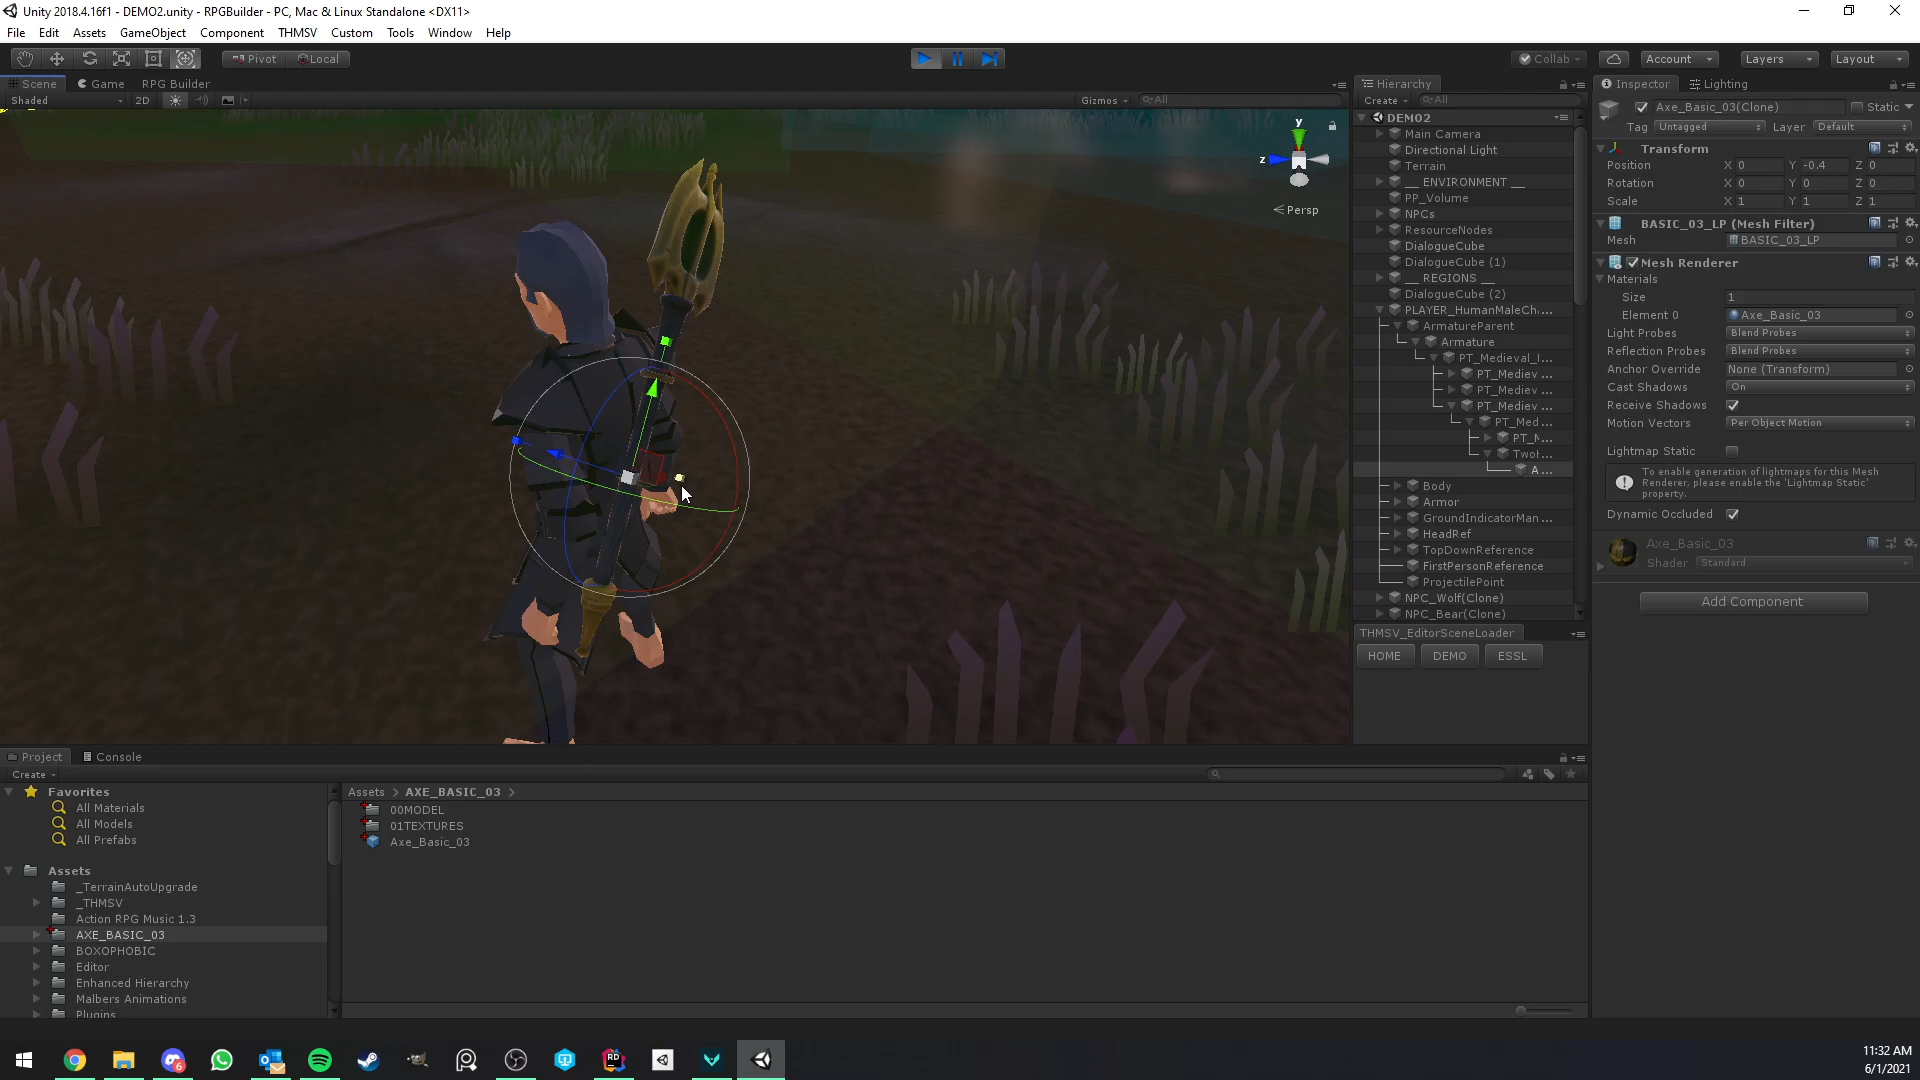 Unity 2018.4.16f1 - DEMO2.unity - RPGBuilder - PC, Mac & Linux Standalone <DX11>
File Edit Assets GameObject Component THMSV Custom Tools Window Help
Pivot Local Collab Account Layers Layout
Scene Game RPG Builder
Shaded 2D Gizmos All
y
z
Persp
Hierarchy
Create All
DEMO2
Main Camera
Directional Light
Terrain
__ ENVIRONMENT __
PP_Volume
NPCs
ResourceNodes
DialogueCube
DialogueCube (1)
__ REGIONS __
DialogueCube (2)
PLAYER_HumanMaleCh...
ArmatureParent
Armature
PT_Medieval_...
PT_Mediev ...
PT_Mediev ...
PT_Mediev ...
PT_Med ...
PT_...
Two...
A ...
Body
Armor
GroundIndicatorMan ...
HeadRef
TopDownReference
FirstPersonReference
ProjectilePoint
NPC_Wolf(Clone)
NPC_Bear(Clone)
THMSV_EditorSceneLoader
HOME DEMO ESSL
Inspector Lighting
Axe_Basic_03(Clone) Static
Tag Untagged Layer Default
Transform
Position X 0 Y -0.4 Z 0
Rotation X 0 Y 0 Z 0
Scale X 1 Y 1 Z 1
BASIC_03_LP (Mesh Filter)
Mesh BASIC_03_LP
Mesh Renderer
Materials
Size 1
Element 0 Axe_Basic_03
Light Probes Blend Probes
Reflection Probes Blend Probes
Anchor Override None (Transform)
Cast Shadows On
Receive Shadows
Motion Vectors Per Object Motion
Lightmap Static
To enable generation of lightmaps for this Mesh
Renderer, please enable the 'Lightmap Static'
property.
Dynamic Occluded
Axe_Basic_03
Shader Standard
Add Component
Project Console
Create
Favorites
All Materials
All Models
All Prefabs
Assets
_TerrainAutoUpgrade
_THMSV
Action RPG Music 1.3
AXE_BASIC_03
BOXOPHOBIC
Editor
Enhanced Hierarchy
Malbers Animations
Plugins
Assets > AXE_BASIC_03 >
00MODEL
01TEXTURES
Axe_Basic_03
RD
11:32 AM
6/1/2021